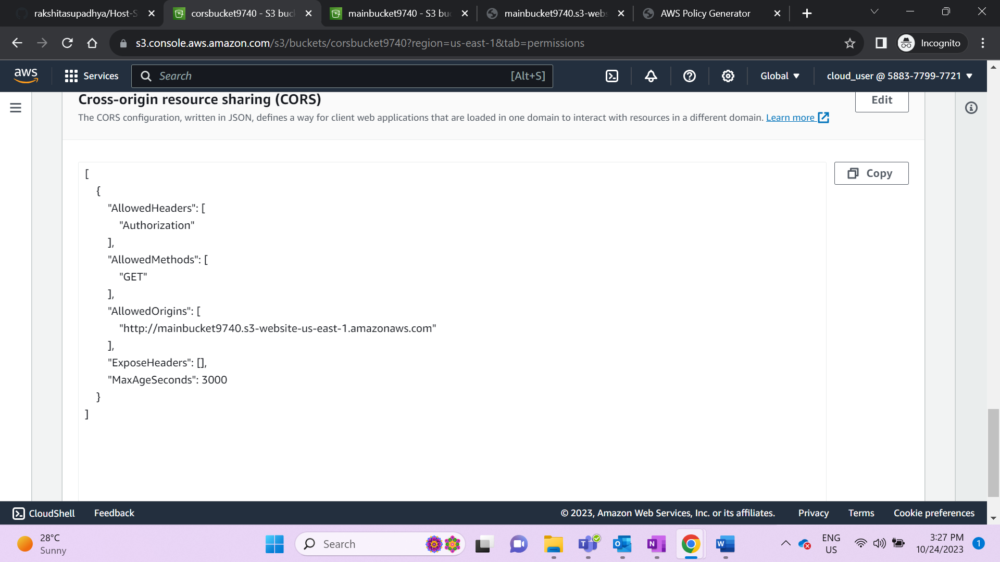 rakshitasupadhya/Host-S
corsbucket9740 - S3 buc
mainbucket9740 - S3 bu
mainbucket9740.s3-webs
AWS Policy Generator
s3.console.aws.amazon.com/s3/buckets/corsbucket9740?region=us-east-1&tab=permissions
Incognito
aws
Services
Search
[Alt+S]
Global
cloud_user @ 5883-7799-7721
Cross-origin resource sharing (CORS)
Edit
The CORS configuration, written in JSON, defines a way for client web applications that are loaded in one domain to interact with resources in a different domain. Learn more
Copy
[
{
"AllowedHeaders": [
"Authorization"
],
"AllowedMethods": [
"GET"
],
"AllowedOrigins": [
"http://mainbucket9740.s3-website-us-east-1.amazonaws.com"
],
"ExposeHeaders": [],
"MaxAgeSeconds": 3000
}
]
CloudShell
Feedback
© 2023, Amazon Web Services, Inc. or its affiliates.
Privacy
Terms
Cookie preferences
28°C
Sunny
Search
T
O
N
W
ENG
US
3:27 PM
10/24/2023
1